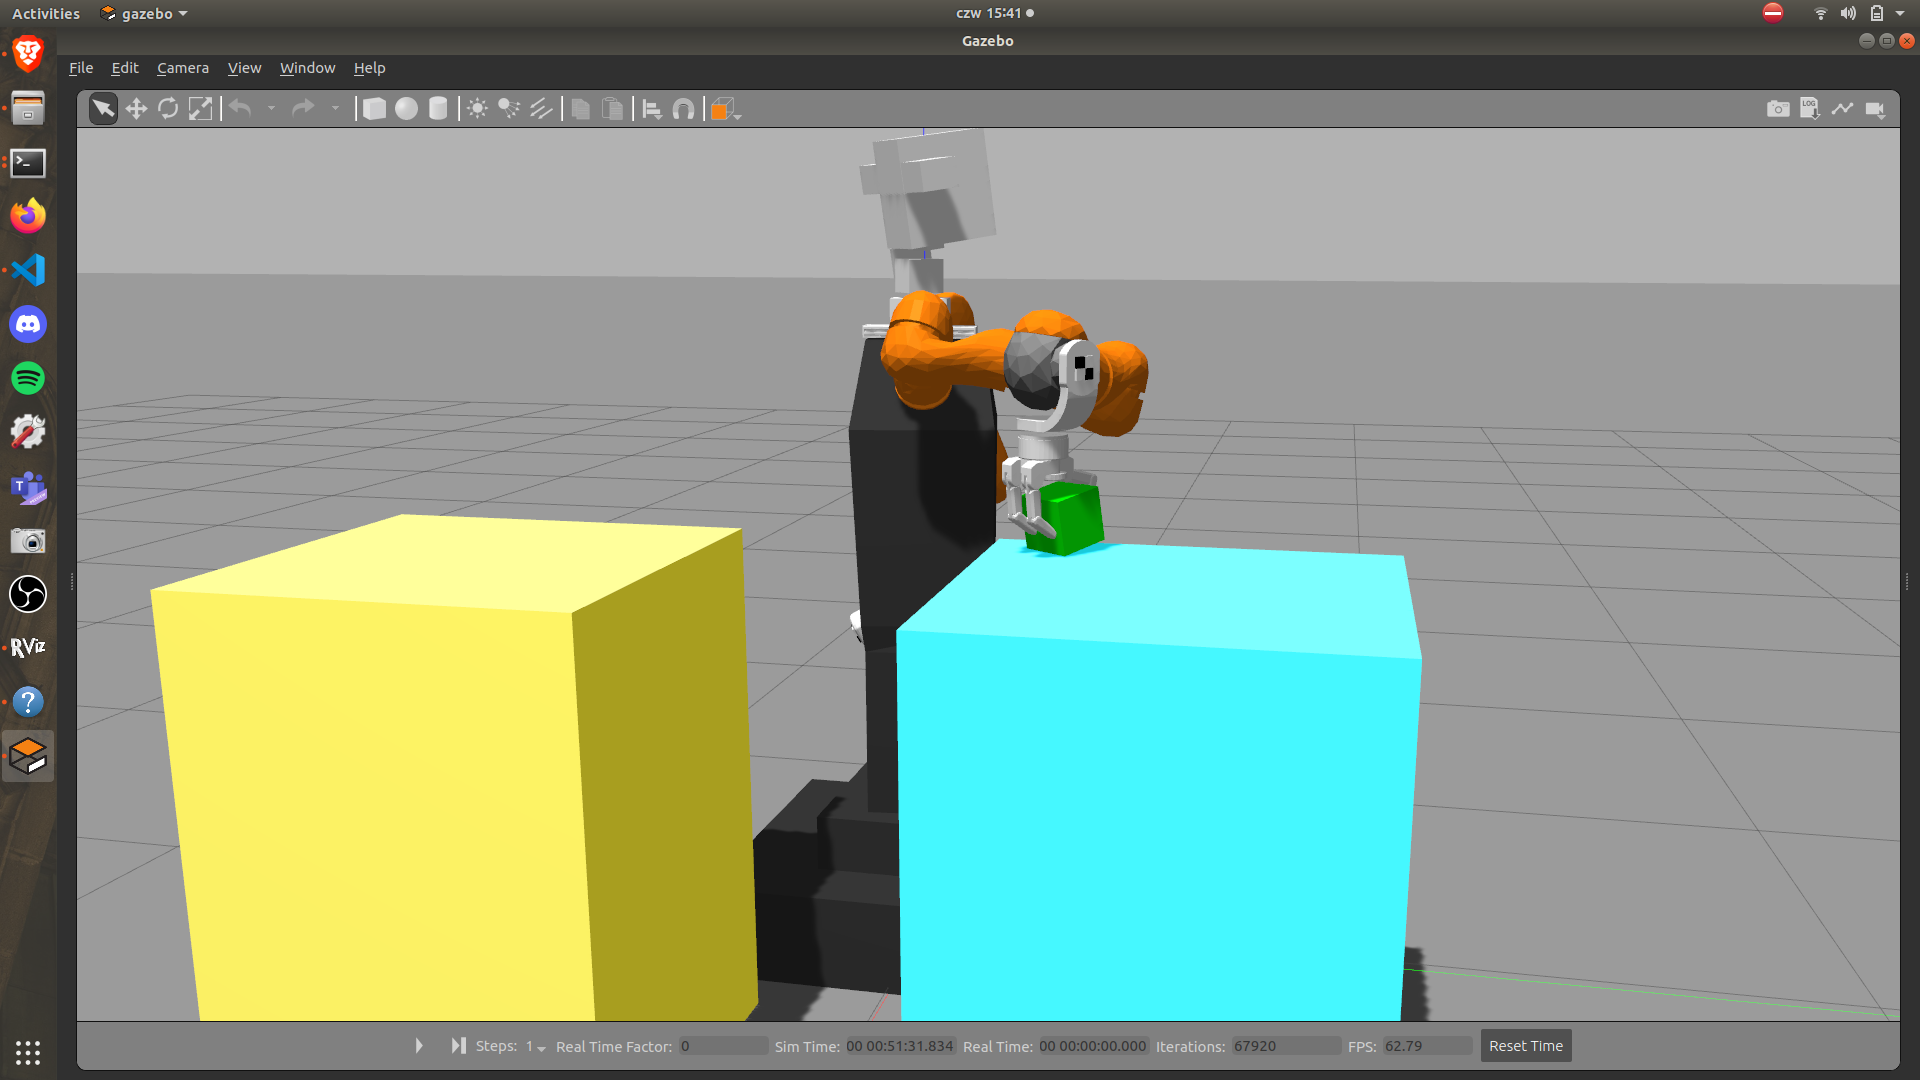 Activities gazebo czw 15:41
Gazebo
File Edit Camera View Window Help
LOG
T
RViz
?
Steps: 1 Real Time Factor: 0 Sim Time: 00 00:51:31.834 Real Time: 00 00:00:00.000 Iterations: 67920 FPS: 62.79 Reset Time